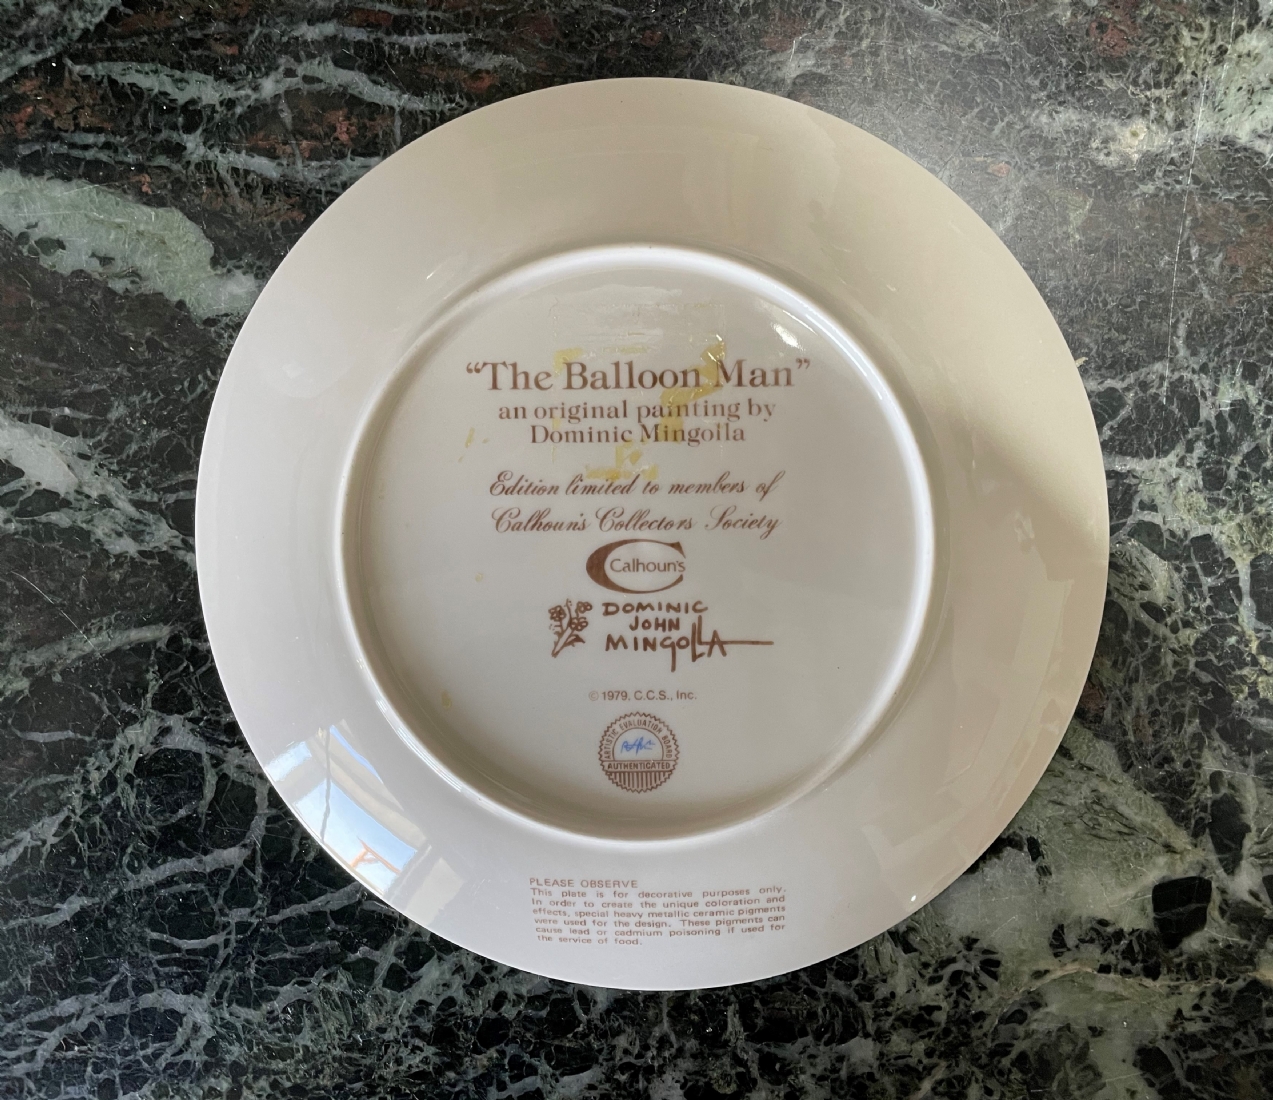 “The Balloon Man”
an original painting by
Dominic Mingolla
Edition limited to members of
Calhoun's Collectors Society
Calhoun's
DOMINIC
JOHN
MINGOLLA
© 1979, C.C.S., Inc.
ARTISTIC EVALUATION BOARD
AUTHENTICATED
PLEASE OBSERVE
This plate is for decorative purposes only.
In order to create the unique coloration and
effects, special heavy metallic ceramic pigments
were used for the design. These pigments can
cause lead or cadmium poisoning if used for
the service of food.